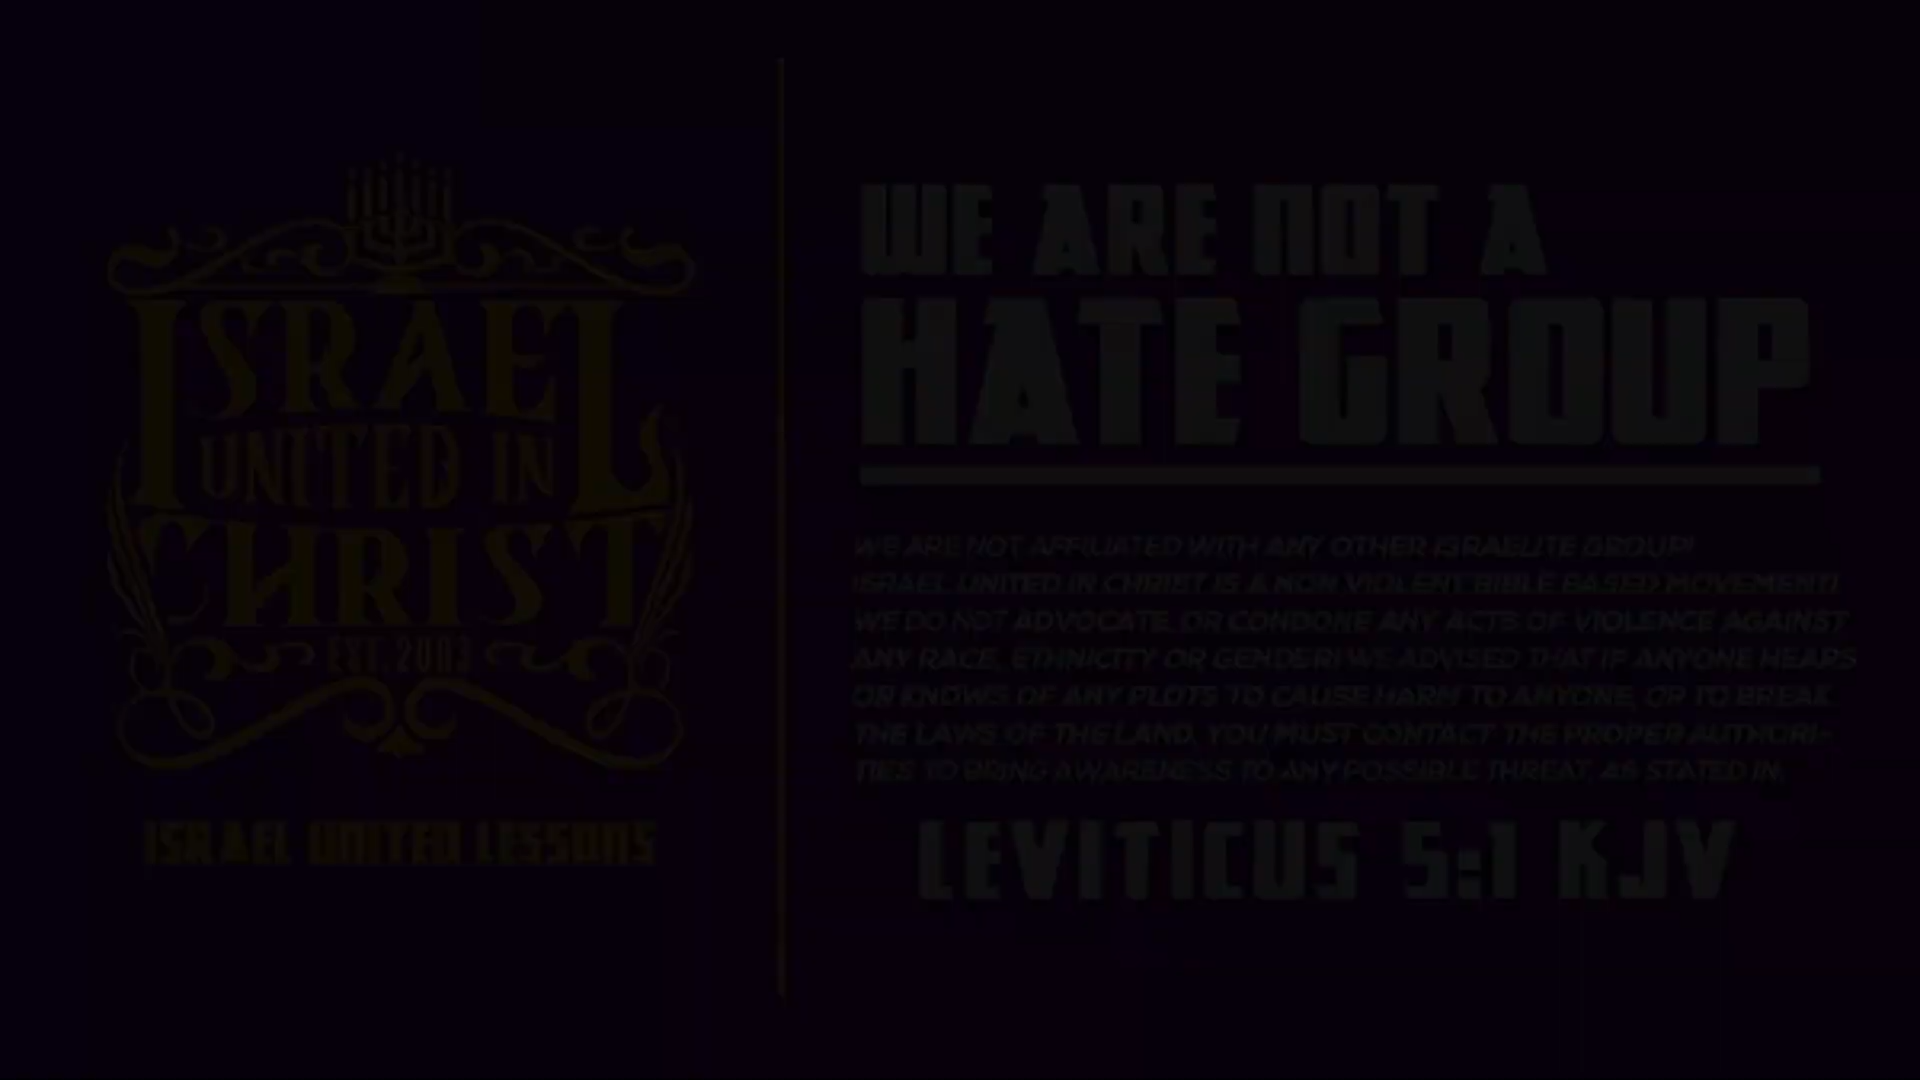 ISRAEL
UNITED IN
CHRIST
EST. 2003
ISRAEL UNITED LESSONS
WE ARE NOT A
HATE GROUP
WE ARE NOT AFFILIATED WITH ANY OTHER ISRAELITE GROUP!
ISRAEL UNITED IN CHRIST IS A NON VIOLENT, BIBLE BASED MOVEMENT!
WE DO NOT ADVOCATE, OR CONDONE ANY ACTS OF VIOLENCE AGAINST
ANY RACE, ETHNICITY OR GENDER! WE ADVISED THAT IF ANYONE HEARS
OR KNOWS OF ANY PLOTS TO CAUSE HARM TO ANYONE, OR TO BREAK
THE LAWS OF THE LAND, YOU MUST CONTACT THE PROPER AUTHORI-
TIES TO BRING AWARENESS TO ANY POSSIBLE THREAT. AS STATED IN,
LEVITICUS 5:1 KJV